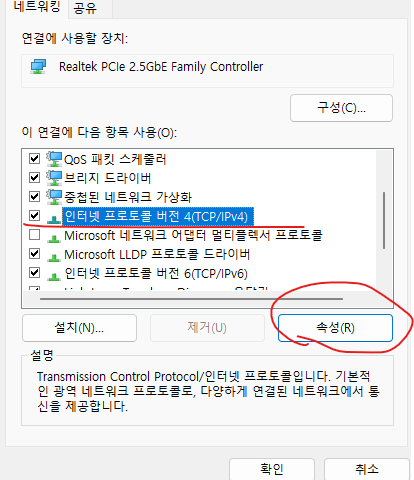 네트워킹 공유
연결에 사용할 장치:
Realtek PCIe 2.5GbE Family Controller
구성(C)...
이 연결에 다음 항목 사용(O):
QoS 패킷 스케줄러
브리지 드라이버
중첩된 네트워크 가상화
인터넷 프로토콜 버전 4(TCP/IPv4)
Microsoft 네트워크 어댑터 멀티플렉서 프로토콜
Microsoft LLDP 프로토콜 드라이버
인터넷 프로토콜 버전 6(TCP/IPv6)
설치(N)... 제거(U) 속성(R)
설명
Transmission Control Protocol/인터넷 프로토콜입니다. 기본적
인 광역 네트워크 프로토콜로, 다양하게 연결된 네트워크에서 통
신을 제공합니다.
확인 취소